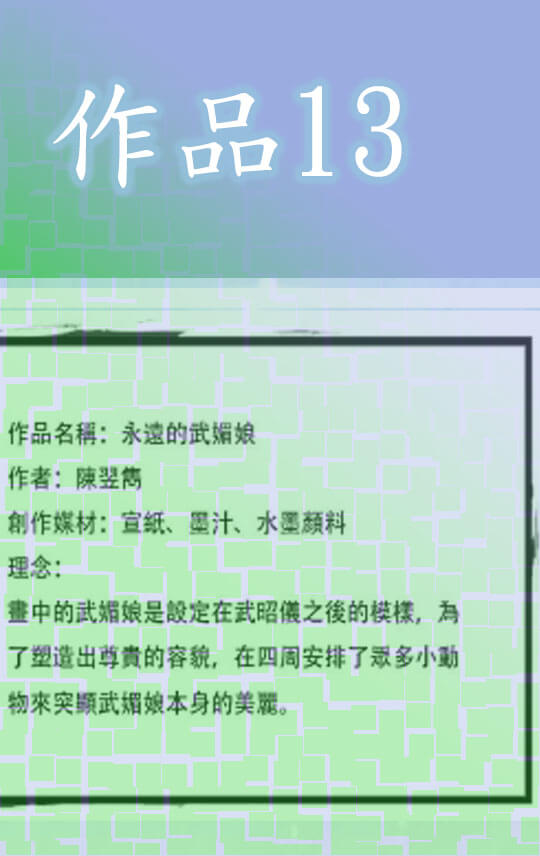 作品13
作品名稱：永遠的武媚娘
作者：陳翌雋
創作媒材：宣紙、墨汁、水墨顏料
理念：
畫中的武媚娘是設定在武昭儀之後的模樣，為
了塑造出尊貴的容貌，在四周安排了眾多小動
物來突顯武媚娘本身的美麗。